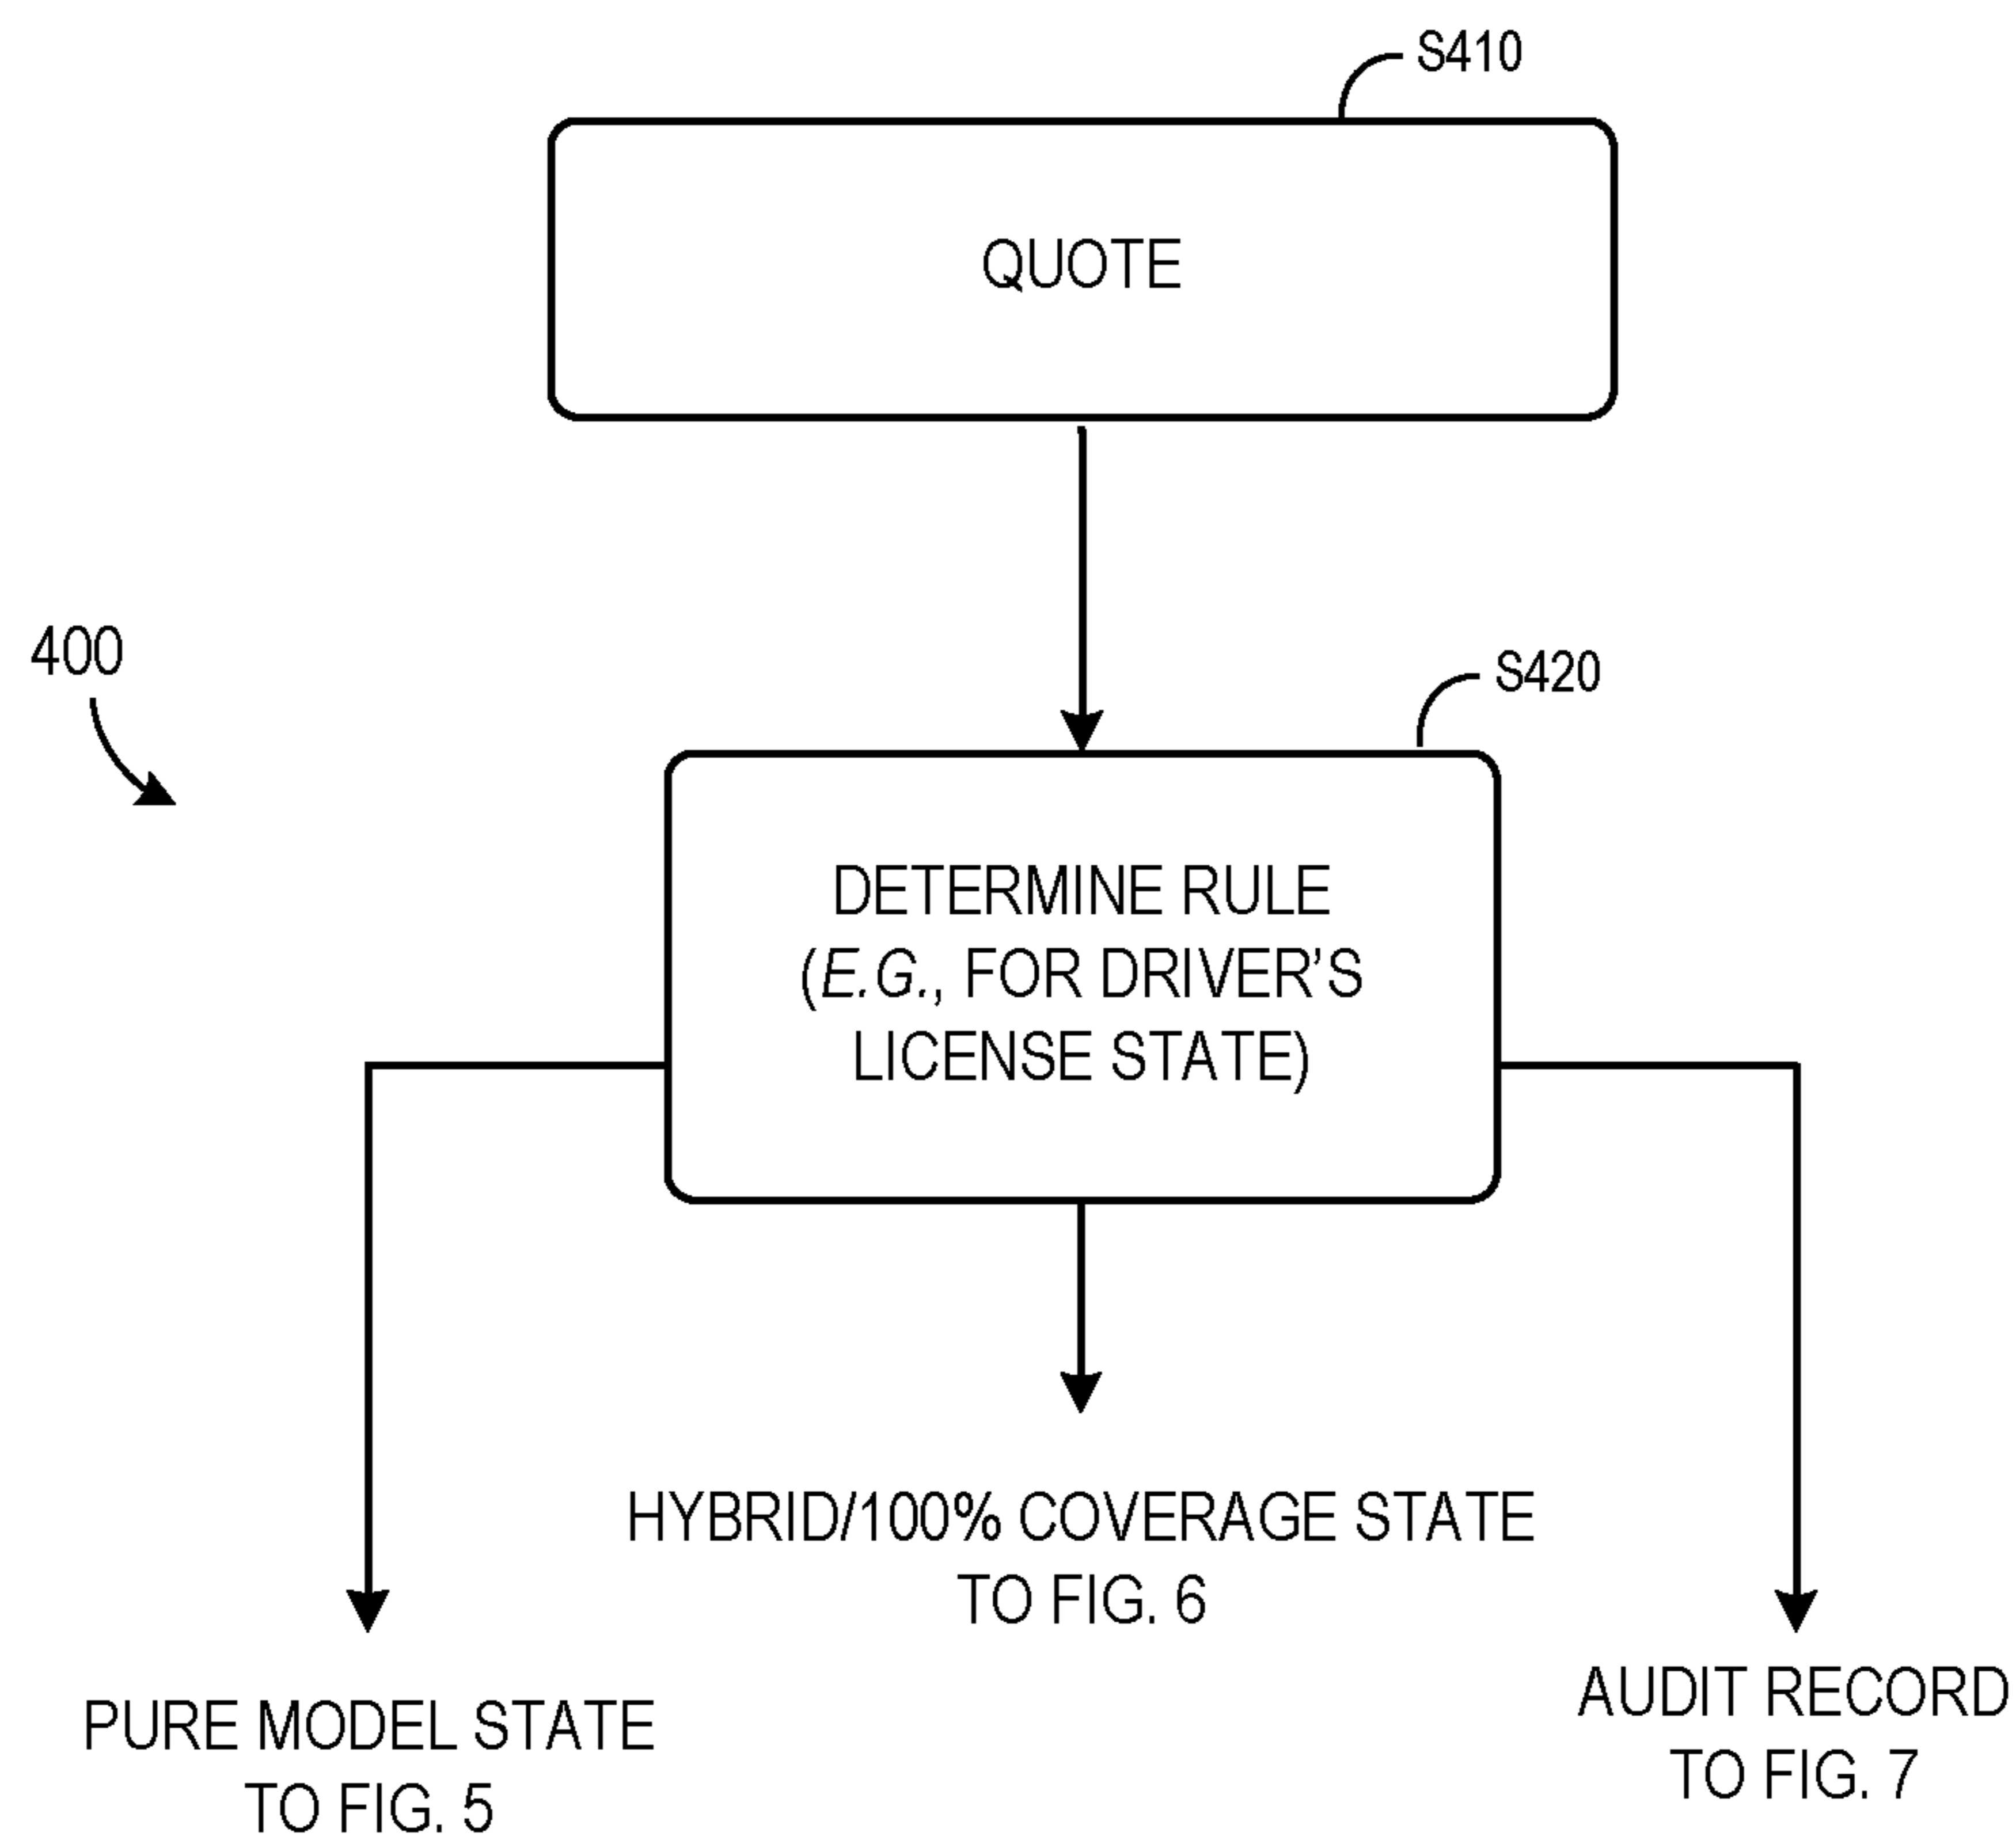 S410
QUOTE
400
S420
DETERMINE RULE
(E.G., FOR DRIVER'S
LICENSE STATE)
HYBRID/100% COVERAGE STATE
TO FIG. 6
PURE MODEL STATE
TO FIG. 5
AUDIT RECORD
TO FIG. 7